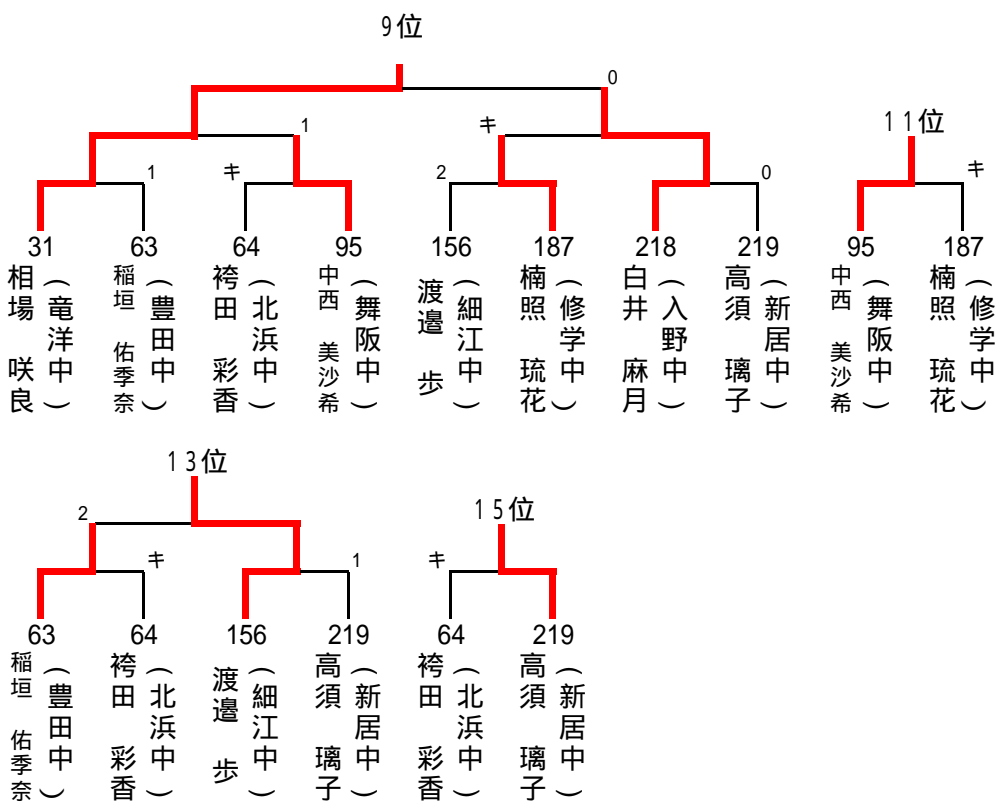 9位
0
1
キ
11位
1
キ
2
0
キ
31
63
64
95
156
187
218
219
95
187
相場 咲良
(竜洋中)
稲垣 佑季奈
(豊田中)
袴田 彩香
(北浜中)
中西 美沙希
(舞阪中)
渡邉 歩
(細江中)
楠照 琉花
(修学中)
白井 麻月
(入野中)
高須 璃子
(新居中)
中西 美沙希
(舞阪中)
楠照 琉花
(修学中)
13位
15位
2
キ
1
キ
63
64
156
219
64
219
稲垣 佑季奈
(豊田中)
袴田 彩香
(北浜中)
渡邉 歩
(細江中)
高須 璃子
(新居中)
袴田 彩香
(北浜中)
高須 璃子
(新居中)